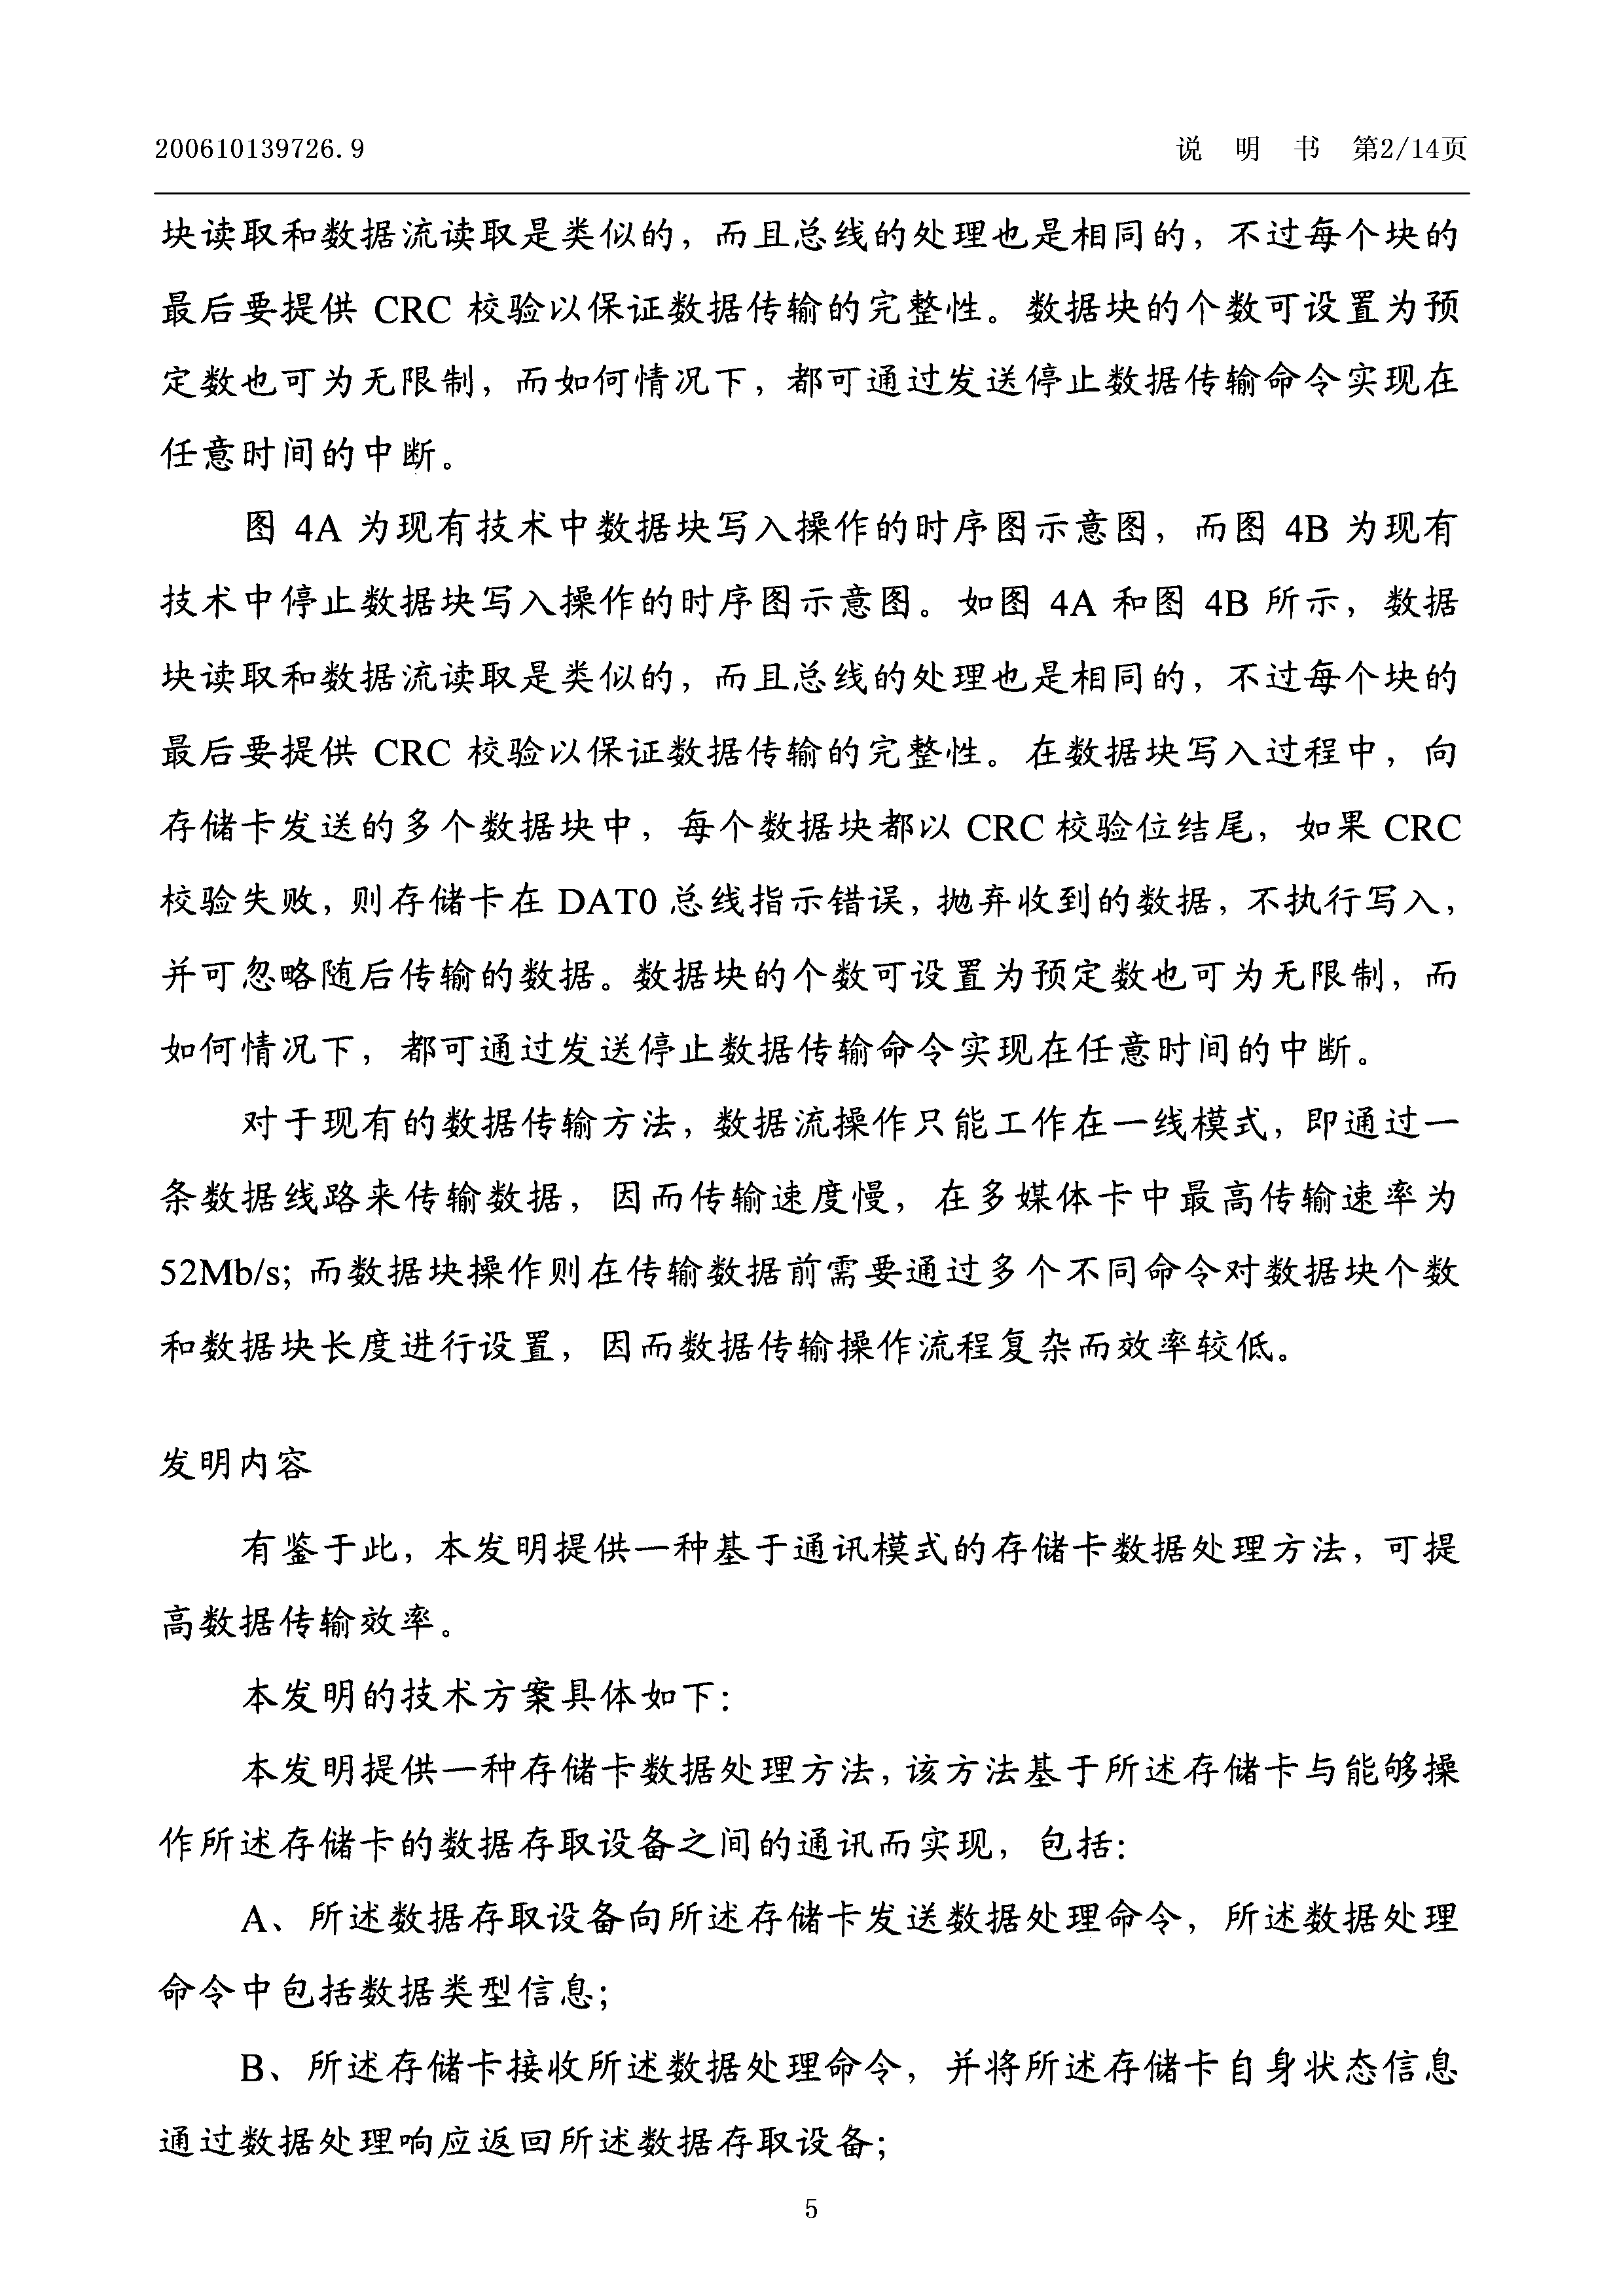 200610139726.9
说 明 书 第2/14页
块读取和数据流读取是类似的，而且总线的处理也是相同的，不过每个块的
最后要提供 CRC 校验以保证数据传输的完整性。数据块的个数可设置为预
定数也可为无限制，而如何情况下，都可通过发送停止数据传输命令实现在
任意时间的中断。
图 4A 为现有技术中数据块写入操作的时序图示意图，而图 4B 为现有
技术中停止数据块写入操作的时序图示意图。如图 4A 和图 4B 所示，数据
块读取和数据流读取是类似的，而且总线的处理也是相同的，不过每个块的
最后要提供 CRC 校验以保证数据传输的完整性。在数据块写入过程中，向
存储卡发送的多个数据块中，每个数据块都以 CRC 校验位结尾，如果 CRC
校验失败，则存储卡在 DAT0 总线指示错误，抛弃收到的数据，不执行写入，
并可忽略随后传输的数据。数据块的个数可设置为预定数也可为无限制，而
如何情况下，都可通过发送停止数据传输命令实现在任意时间的中断。
对于现有的数据传输方法，数据流操作只能工作在一线模式，即通过一
条数据线路来传输数据，因而传输速度慢，在多媒体卡中最高传输速率为
52Mb/s；而数据块操作则在传输数据前需要通过多个不同命令对数据块个数
和数据块长度进行设置，因而数据传输操作流程复杂而效率较低。
发明内容
有鉴于此，本发明提供一种基于通讯模式的存储卡数据处理方法，可提
高数据传输效率。
本发明的技术方案具体如下：
本发明提供一种存储卡数据处理方法，该方法基于所述存储卡与能够操
作所述存储卡的数据存取设备之间的通讯而实现，包括：
A、所述数据存取设备向所述存储卡发送数据处理命令，所述数据处理
命令中包括数据类型信息；
B、所述存储卡接收所述数据处理命令，并将所述存储卡自身状态信息
通过数据处理响应返回所述数据存取设备；
5